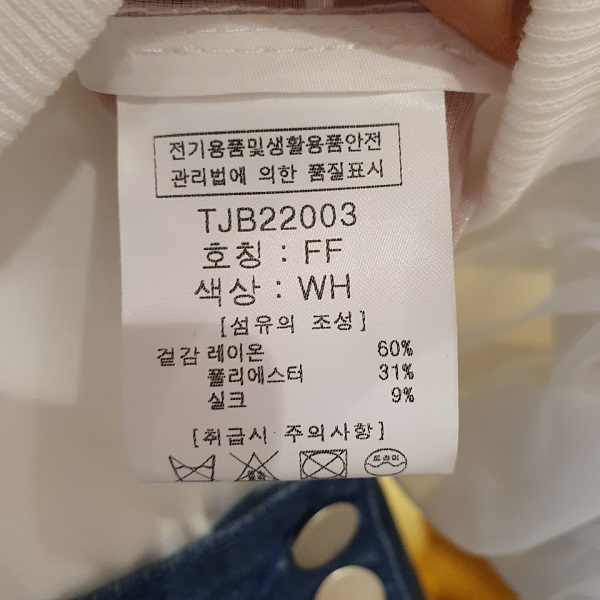 전기용품및생활용품안전
관리법에 의한 품질표시
TJB22003
호칭 : FF
색상 : WH
[섬유의 조성]
겉감 레이온 60%
폴리에스터 31%
실크 9%
[취급시 주의사항]
드라이